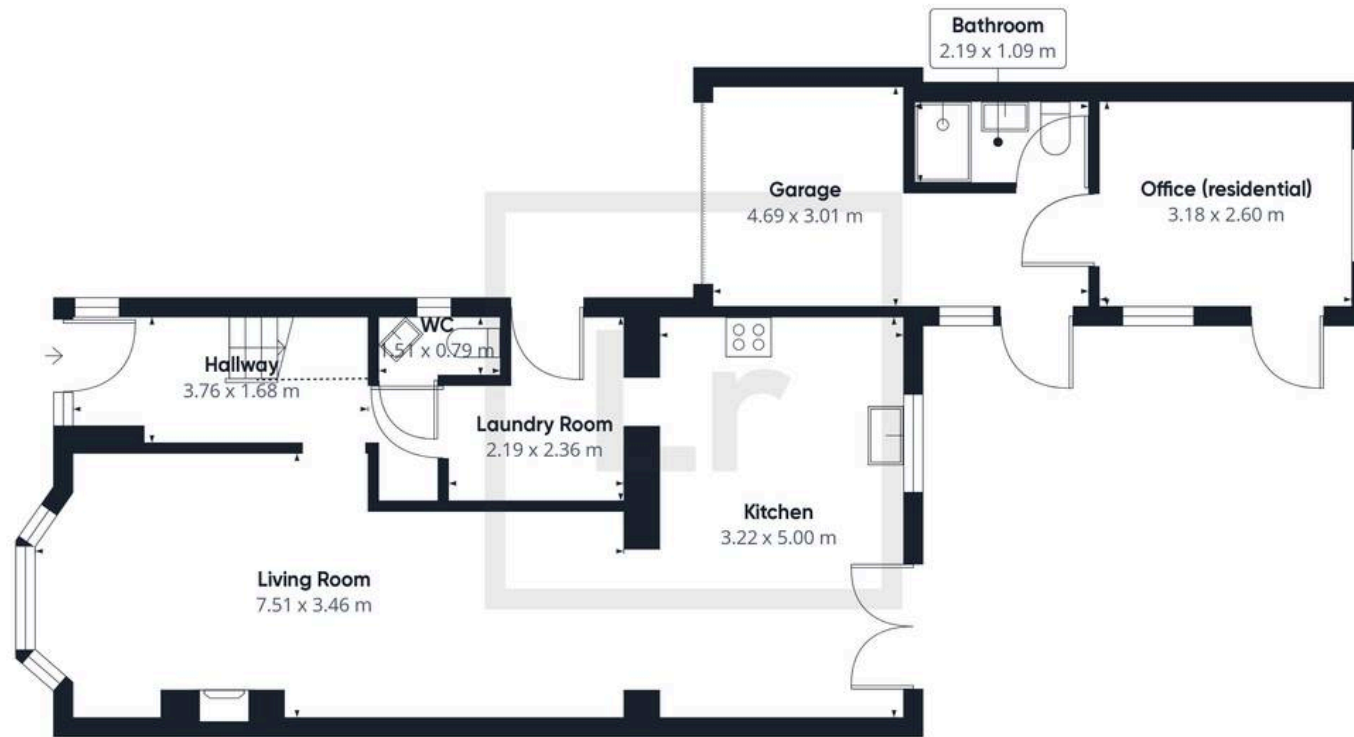 Bathroom
2.19 x 1.09 m
Garage
4.69 x 3.01 m
Office (residential)
3.18 x 2.60 m
WC
1.51 x 0.79 m
Hallway
3.76 x 1.68 m
Laundry Room
2.19 x 2.36 m
Kitchen
3.22 x 5.00 m
Living Room
7.51 x 3.46 m
Lr